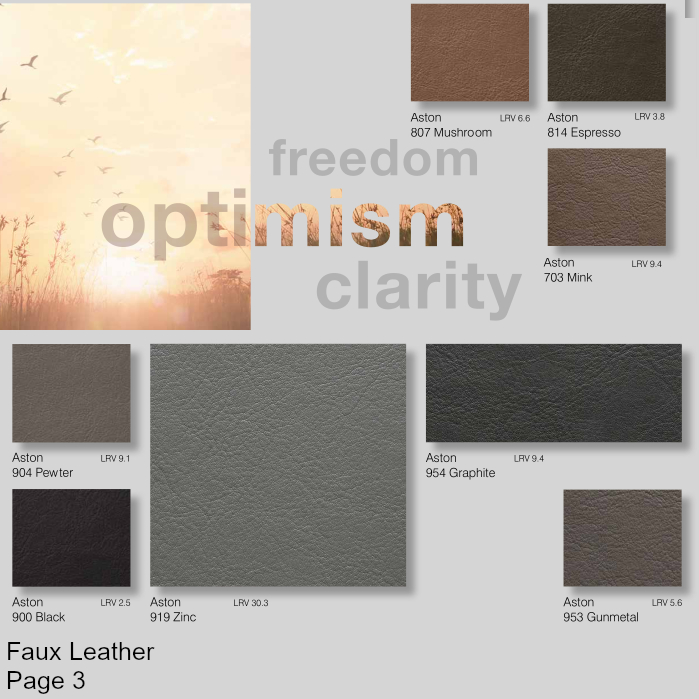 Aston LRV 6.6
807 Mushroom
Aston LRV 3.8
814 Espresso
freedom
optimism
clarity
Aston LRV 9.4
703 Mink
Aston LRV 9.1
904 Pewter
Aston LRV 9.4
954 Graphite
Aston LRV 2.5
900 Black
Aston LRV 30.3
919 Zinc
Aston LRV 5.6
953 Gunmetal
Faux Leather
Page 3